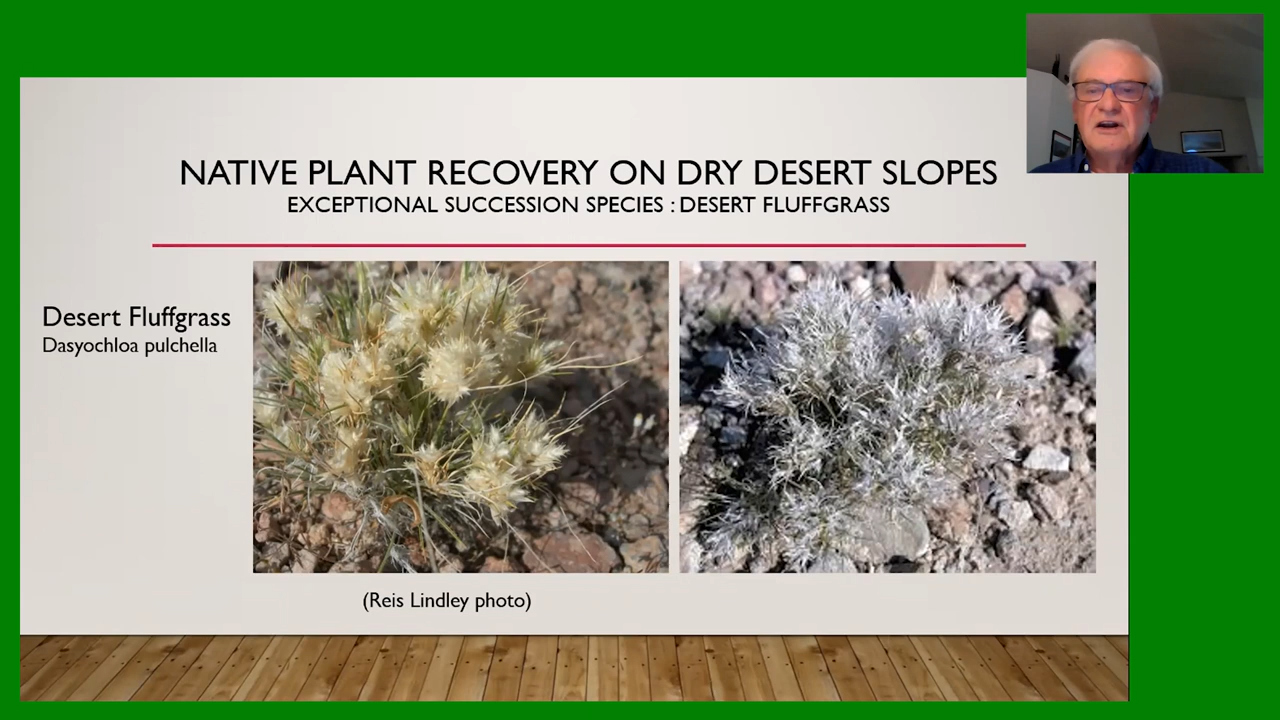 NATIVE PLANT RECOVERY ON DRY DESERT SLOPES
EXCEPTIONAL SUCCESSION SPECIES : DESERT FLUFFGRASS
Desert Fluffgrass
Dasyochloa pulchella
(Reis Lindley photo)